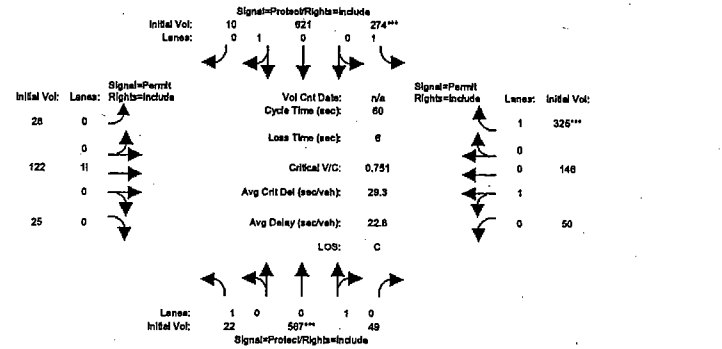 Signal=Protect/Rights=Include
Initial Vol: 10 621 274***
Lanes: 0 1 0 0 1
Signal=Permit
Initial Vol: Lanes: Rights=Include
Vol Cnt Date: n/a
Cycle Time (sec): 60
Signal=Permit
Rights=Include Lanes: Initial Vol:
28 0
1 325***
Loss Time (sec): 6
0
0
122 1!
Critical V/C: 0.751
0 146
0
Avg Crit Del (sec/veh): 29.3
1
25 0
Avg Delay (sec/veh): 22.8
0 50
LOS: C
Lanes: 1 0 0 1 0
Initial Vol: 22 567*** 49
Signal=Protect/Rights=Include